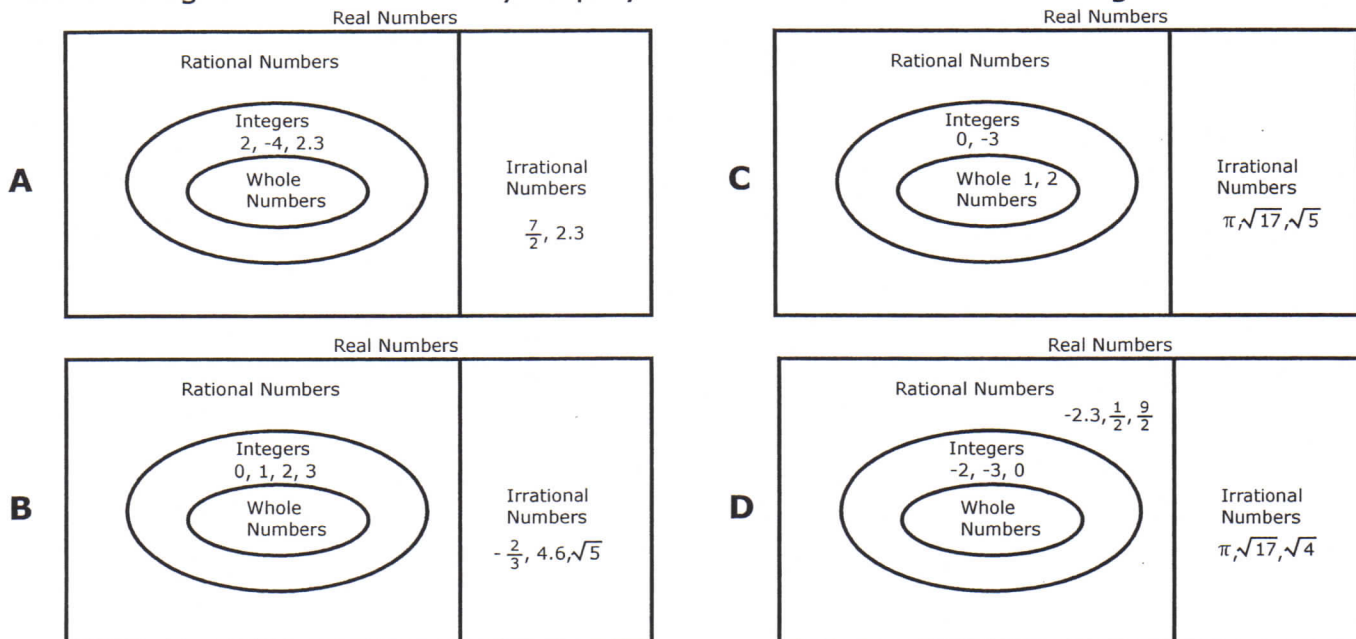 Real Numbers
Rational Numbers
Integers
2, -4, 2.3
Whole
Numbers
Irrational
Numbers
7/2, 2.3
A
Real Numbers
Rational Numbers
Integers
0, -3
Whole 1, 2
Numbers
Irrational
Numbers
π,√17,√5
C
Real Numbers
Rational Numbers
Integers
0, 1, 2, 3
Whole
Numbers
Irrational
Numbers
-2/3, 4.6,√5
B
Real Numbers
Rational Numbers
-2.3, 1/2, 9/2
Integers
-2, -3, 0
Whole
Numbers
Irrational
Numbers
π,√17,√4
D